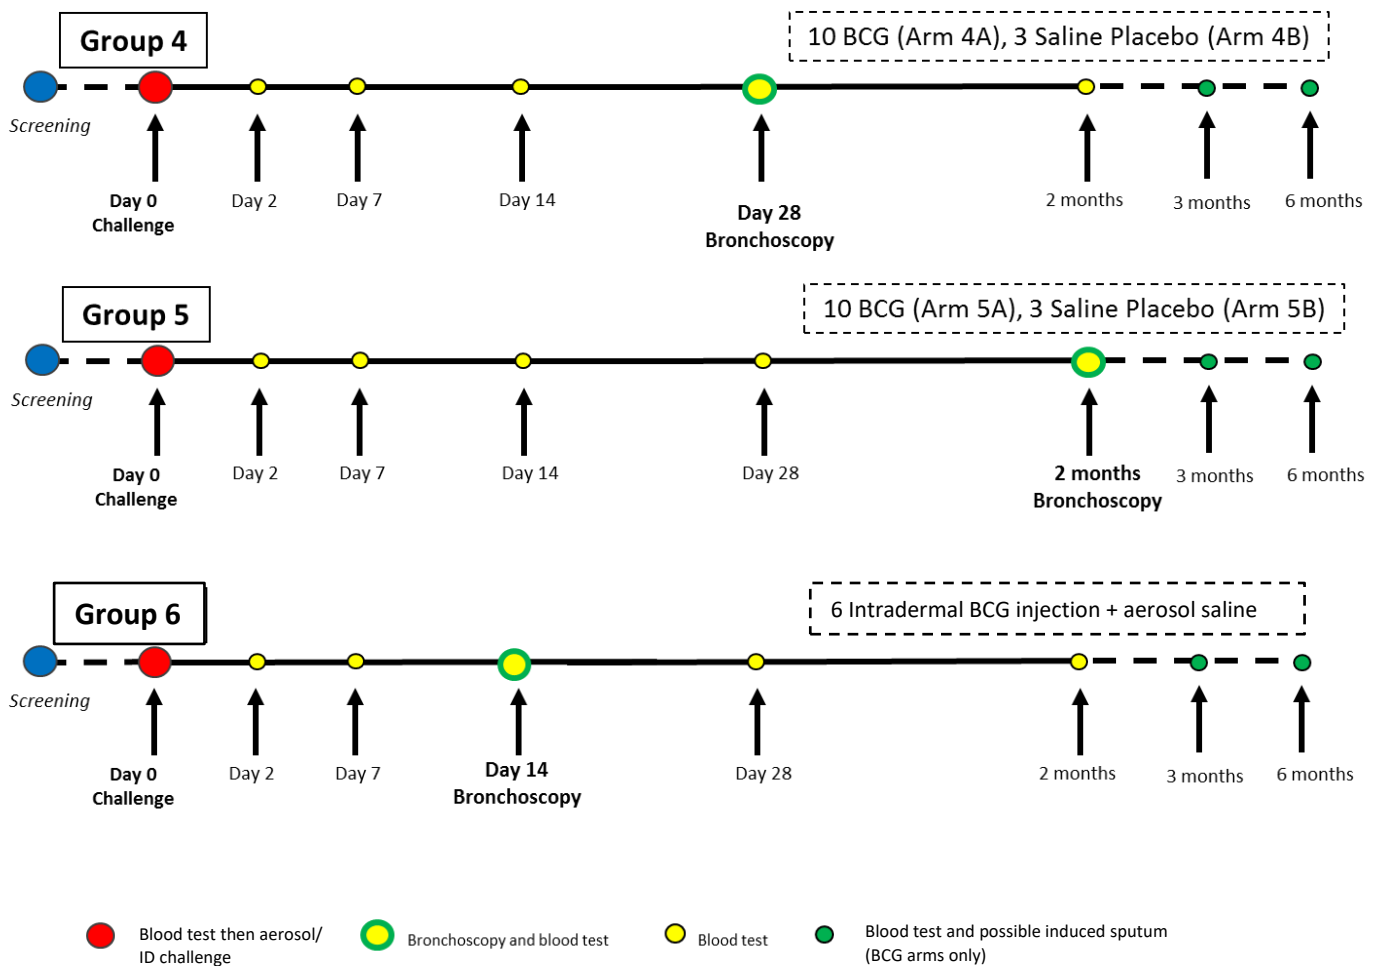 Group 4
10 BCG (Arm 4A), 3 Saline Placebo (Arm 4B)
Screening
Day 0
Challenge
Day 2
Day 7
Day 14
Day 28
Bronchoscopy
2 months
3 months
6 months
Group 5
10 BCG (Arm 5A), 3 Saline Placebo (Arm 5B)
Screening
Day 0
Challenge
Day 2
Day 7
Day 14
Day 28
2 months
Bronchoscopy
3 months
6 months
Group 6
6 Intradermal BCG injection + aerosol saline
Screening
Day 0
Challenge
Day 2
Day 7
Day 14
Bronchoscopy
Day 28
2 months
3 months
6 months
Blood test then aerosol/
ID challenge
Bronchoscopy and blood test
Blood test
Blood test and possible induced sputum
(BCG arms only)